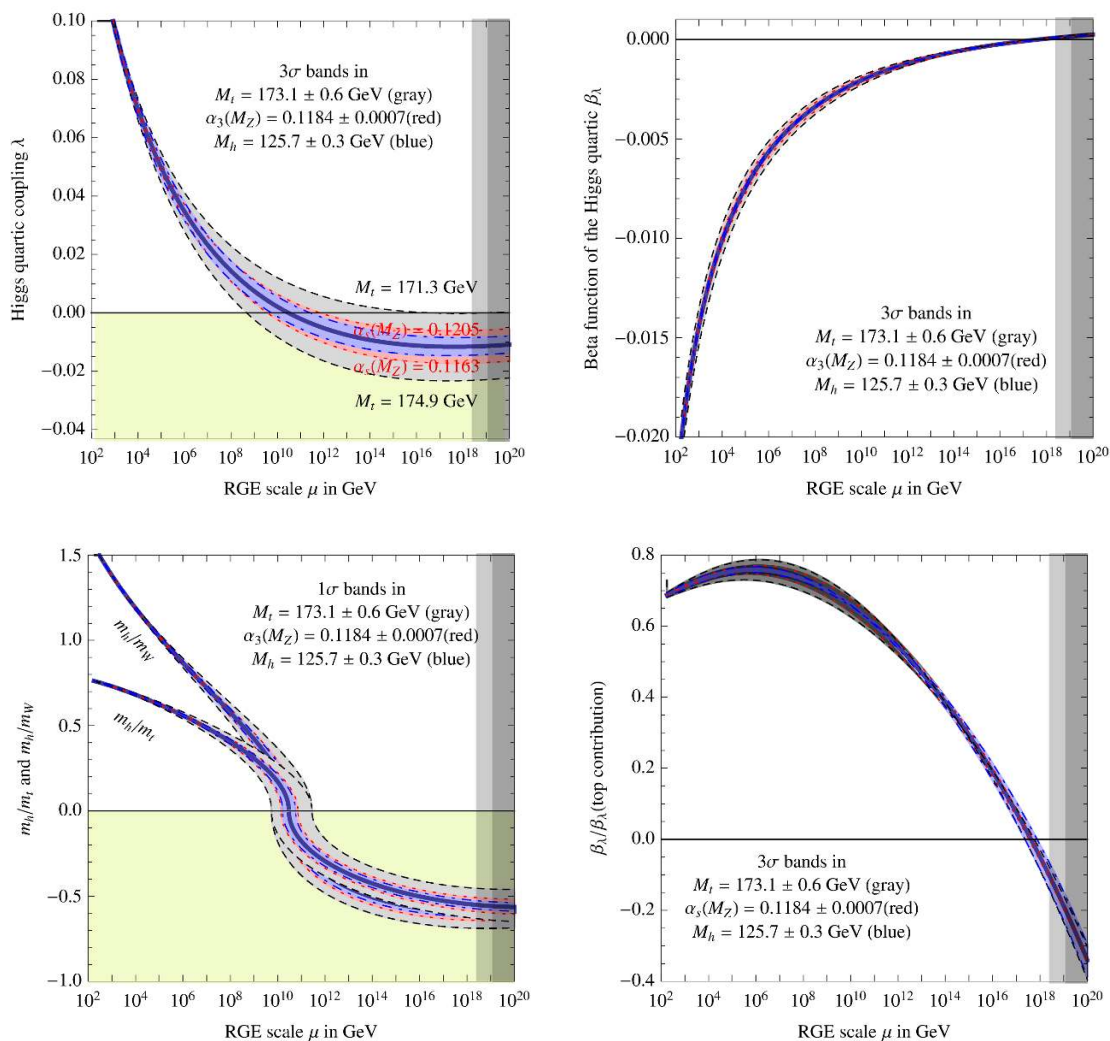 0.10
0.08
0.06
0.04
0.02
0.00
−0.02
−0.04
Higgs quartic coupling λ
3σ bands in
M_t = 173.1 ± 0.6 GeV (gray)
α_3(M_Z) = 0.1184 ± 0.0007(red)
M_h = 125.7 ± 0.3 GeV (blue)
M_t = 171.3 GeV
α_s(M_Z) = 0.1205
α_s(M_Z) = 0.1163
M_t = 174.9 GeV
10^2 10^4 10^6 10^8 10^10 10^12 10^14 10^16 10^18 10^20
RGE scale μ in GeV
0.000
−0.005
−0.010
−0.015
−0.020
Beta function of the Higgs quartic β_λ
3σ bands in
M_t = 173.1 ± 0.6 GeV (gray)
α_3(M_Z) = 0.1184 ± 0.0007(red)
M_h = 125.7 ± 0.3 GeV (blue)
10^2 10^4 10^6 10^8 10^10 10^12 10^14 10^16 10^18 10^20
RGE scale μ in GeV
1.5
1.0
0.5
0.0
−0.5
−1.0
m_h/m_t and m_h/m_W
1σ bands in
M_t = 173.1 ± 0.6 GeV (gray)
α_3(M_Z) = 0.1184 ± 0.0007(red)
M_h = 125.7 ± 0.3 GeV (blue)
m_h/m_W
m_h/m_t
10^2 10^4 10^6 10^8 10^10 10^12 10^14 10^16 10^18 10^20
RGE scale μ in GeV
0.8
0.6
0.4
0.2
0.0
−0.2
−0.4
β_λ/β_λ(top contribution)
3σ bands in
M_t = 173.1 ± 0.6 GeV (gray)
α_s(M_Z) = 0.1184 ± 0.0007(red)
M_h = 125.7 ± 0.3 GeV (blue)
10^2 10^4 10^6 10^8 10^10 10^12 10^14 10^16 10^18 10^20
RGE scale μ in GeV